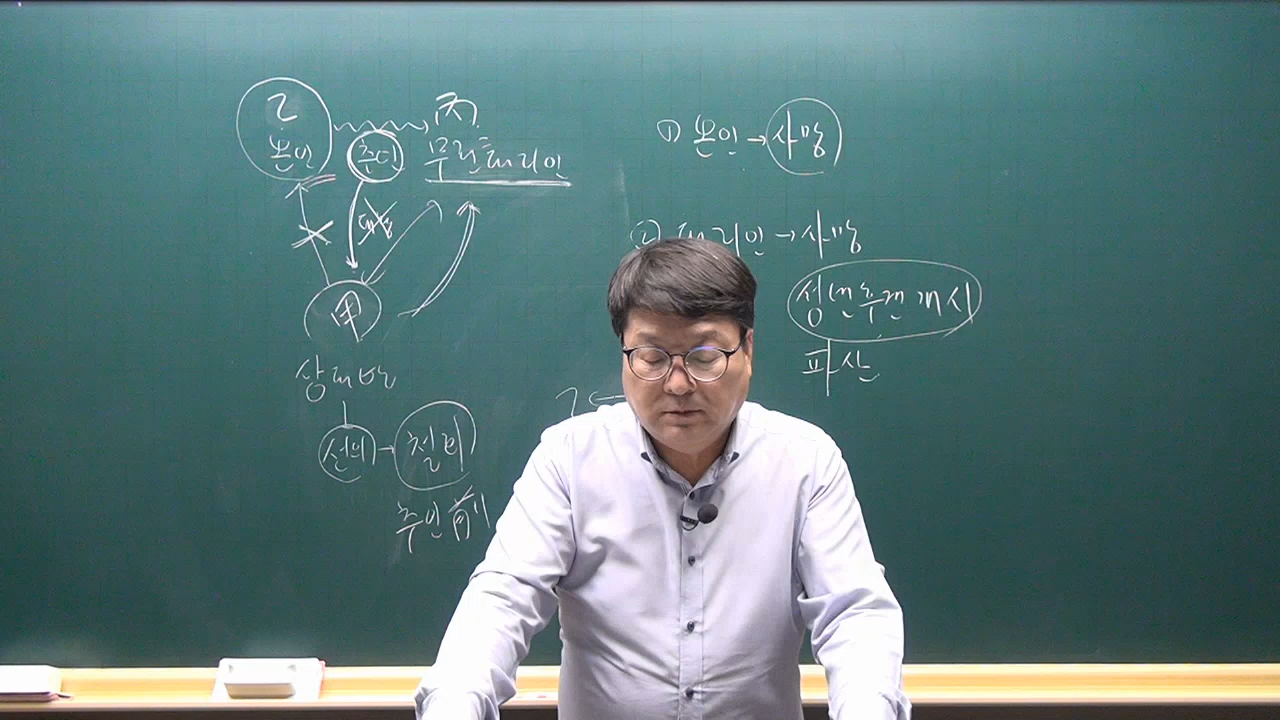 乙 丙
본인 추인 무권대리인
甲
상대방
선의 - 철회
추인 前
① 본인 → 사망
② 대리인 → 사망
성년후견개시
파산